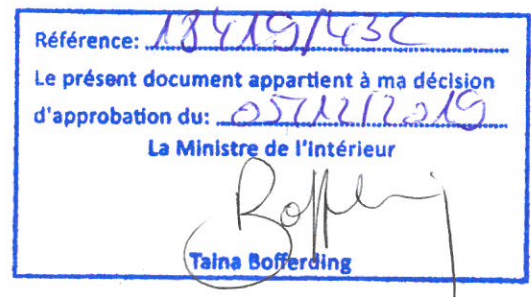 Référence: 18419/43C
Le présent document appartient à ma décision
d'approbation du: 05/12/2019
La Ministre de l'Intérieur
Taina Bofferding